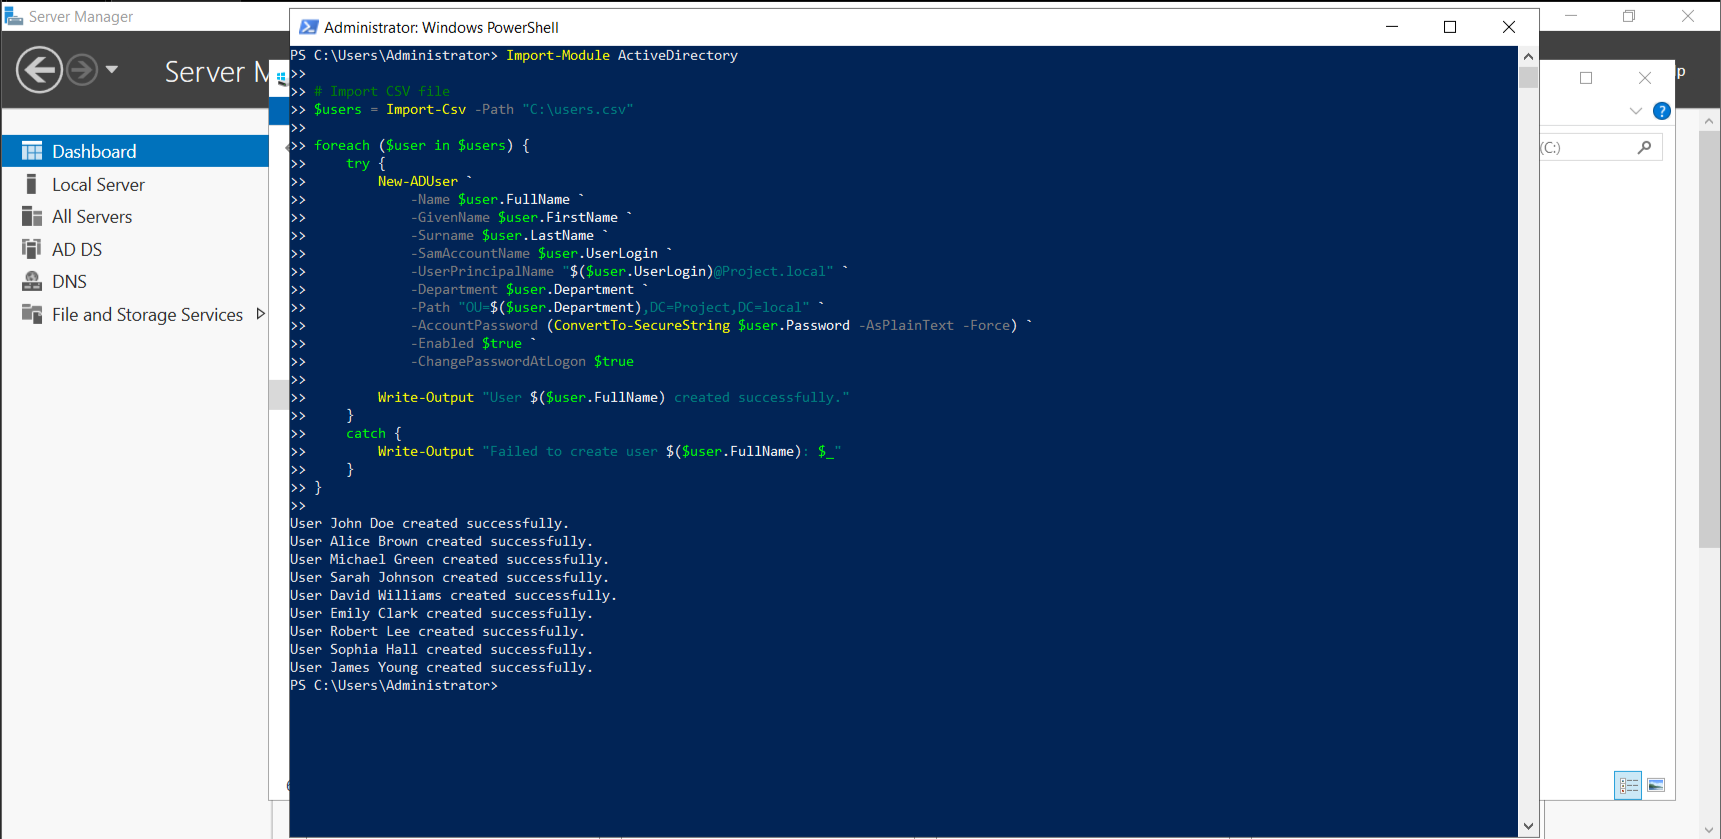 Server Manager
Server M
Dashboard
Local Server
All Servers
AD DS
DNS
File and Storage Services
Administrator: Windows PowerShell
PS C:\Users\Administrator> Import-Module ActiveDirectory
>>
>> # Import CSV file
>> $users = Import-Csv -Path "C:\users.csv"
>>
>> foreach ($user in $users) {
>>     try {
>>         New-ADUser `
>>             -Name $user.FullName `
>>             -GivenName $user.FirstName `
>>             -Surname $user.LastName `
>>             -SamAccountName $user.UserLogin `
>>             -UserPrincipalName "$($user.UserLogin)@Project.local" `
>>             -Department $user.Department `
>>             -Path "OU=$($user.Department),DC=Project,DC=local" `
>>             -AccountPassword (ConvertTo-SecureString $user.Password -AsPlainText -Force) `
>>             -Enabled $true `
>>             -ChangePasswordAtLogon $true
>>
>>         Write-Output "User $($user.FullName) created successfully."
>>     }
>>     catch {
>>         Write-Output "Failed to create user $($user.FullName): $_"
>>     }
>> }
>>
User John Doe created successfully.
User Alice Brown created successfully.
User Michael Green created successfully.
User Sarah Johnson created successfully.
User David Williams created successfully.
User Emily Clark created successfully.
User Robert Lee created successfully.
User Sophia Hall created successfully.
User James Young created successfully.
PS C:\Users\Administrator>
p
?
(C:)